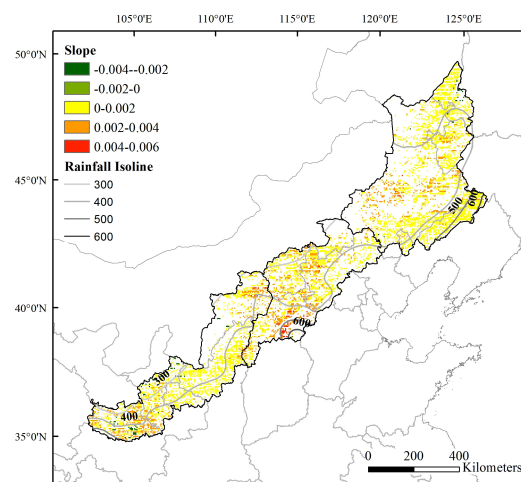 105°0'E 110°0'E 115°0'E 120°0'E 125°0'E
50°0'N
45°0'N
40°0'N
35°0'N
Slope
-0.004--0.002
-0.002-0
0-0.002
0.002-0.004
0.004-0.006
Rainfall Isoline
300
400
500
600
500
600
600
300
400
0 200 400
Kilometers